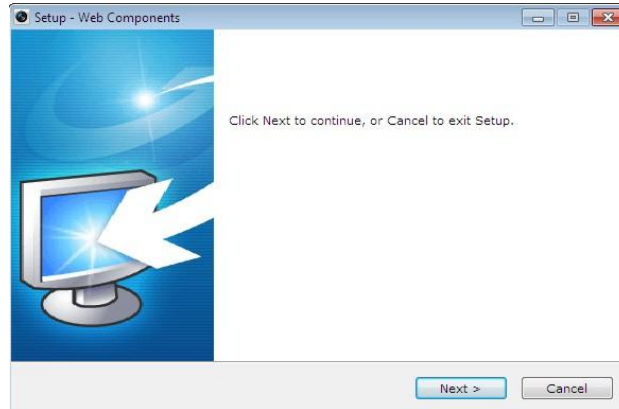 Setup - Web Components
Click Next to continue, or Cancel to exit Setup.
Next >
Cancel